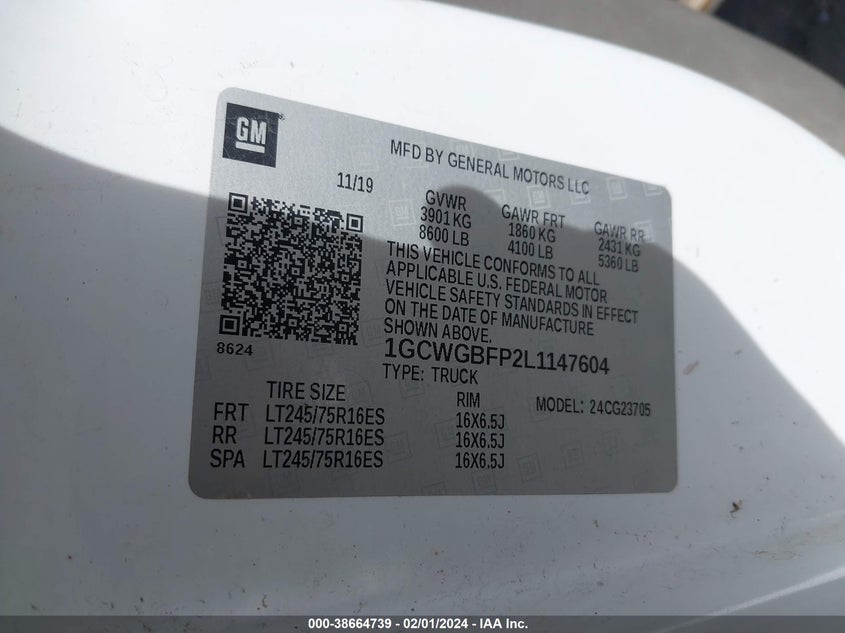 GM
®
MFD BY GENERAL MOTORS LLC
11/19
GVWR GAWR FRT GAWR RR
3901 KG 1860 KG 2431 KG
8600 LB 4100 LB 5360 LB
THIS VEHICLE CONFORMS TO ALL
APPLICABLE U.S. FEDERAL MOTOR
VEHICLE SAFETY STANDARDS IN EFFECT
ON THE DATE OF MANUFACTURE
SHOWN ABOVE.
8624
1GCWGBFP2L1147604
TYPE: TRUCK
TIRE SIZE RIM MODEL: 24CG23705
FRT LT245/75R16ES 16X6.5J
RR LT245/75R16ES 16X6.5J
SPA LT245/75R16ES 16X6.5J
000-38664739 - 02/01/2024 - IAA Inc.